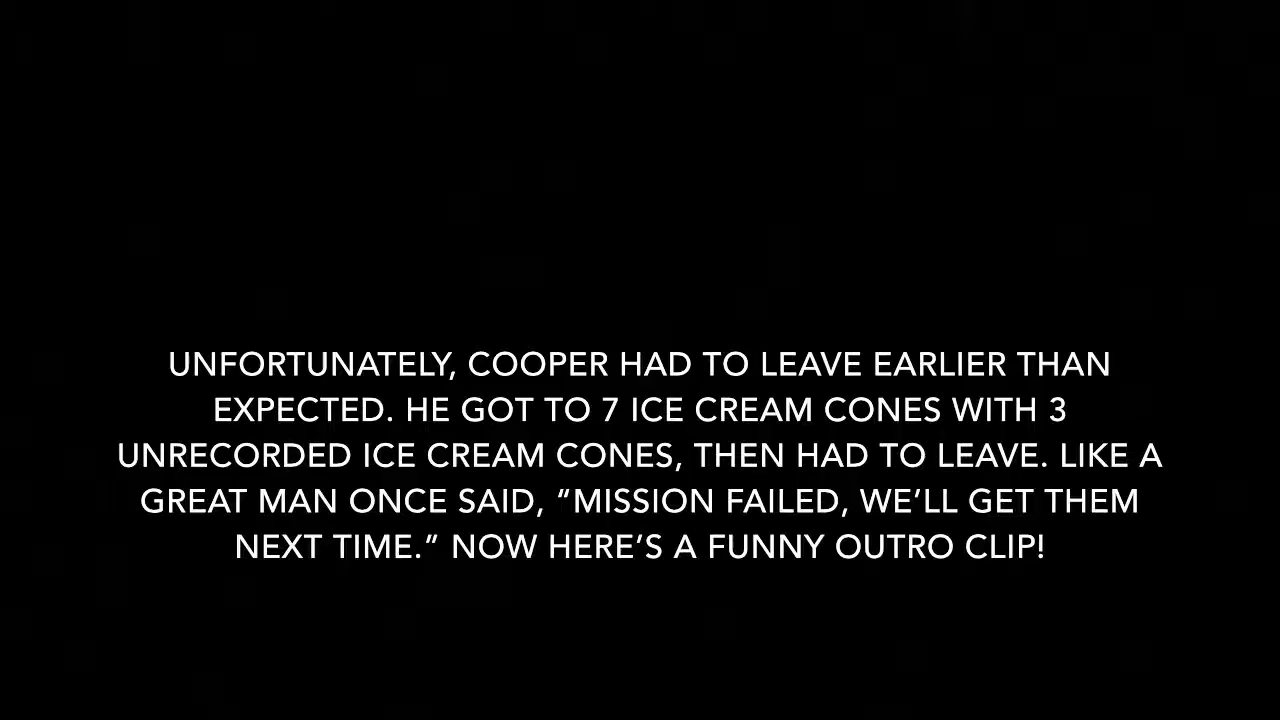 UNFORTUNATELY, COOPER HAD TO LEAVE EARLIER THAN
EXPECTED. HE GOT TO 7 ICE CREAM CONES WITH 3
UNRECORDED ICE CREAM CONES, THEN HAD TO LEAVE. LIKE A
GREAT MAN ONCE SAID, “MISSION FAILED, WE’LL GET THEM
NEXT TIME.” NOW HERE’S A FUNNY OUTRO CLIP!